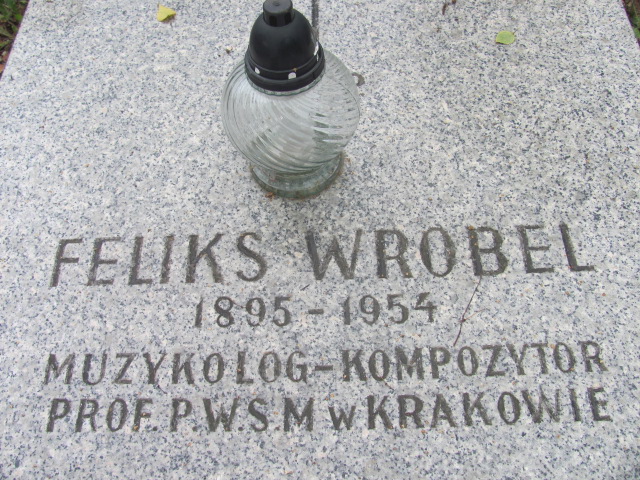 FELIKS WROBEL
1895 - 1954
MUZYKOLOG - KOMPOZYTOR
PROF. P.W.S.M W KRAKOWIE